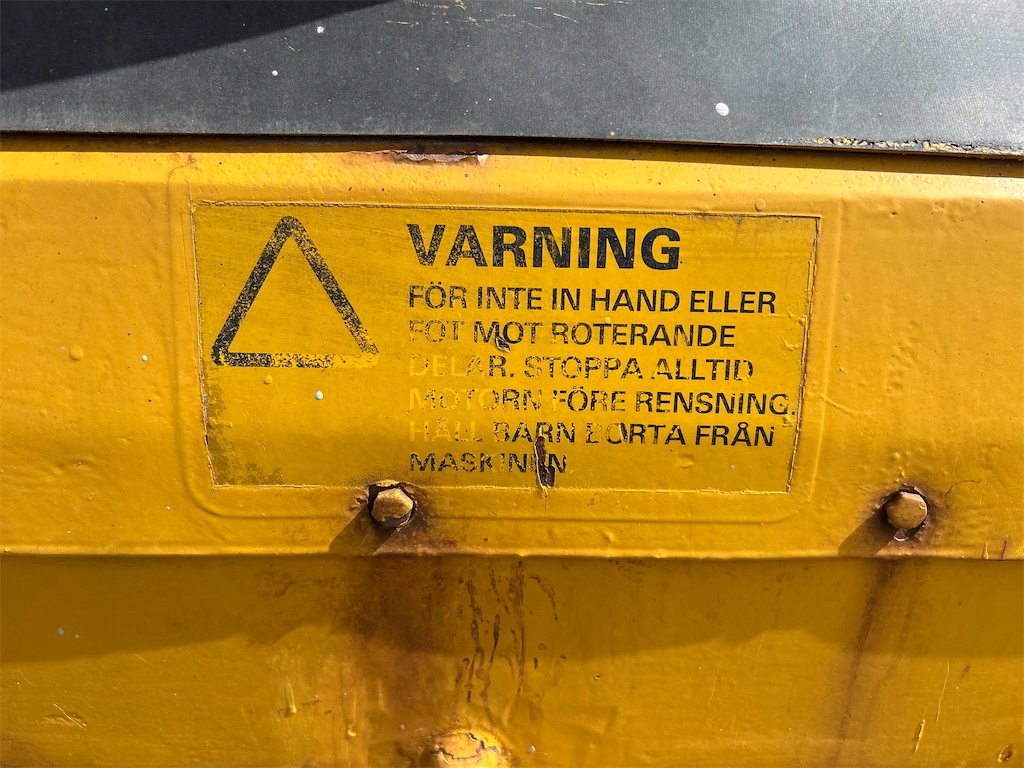 VARNING
FÖR INTE IN HAND ELLER
FOT MOT ROTERANDE
DELAR. STOPPA ALLTID
MOTORN FÖRE RENSNING.
HÅLL BARN BORTA FRÅN
MASKINEN